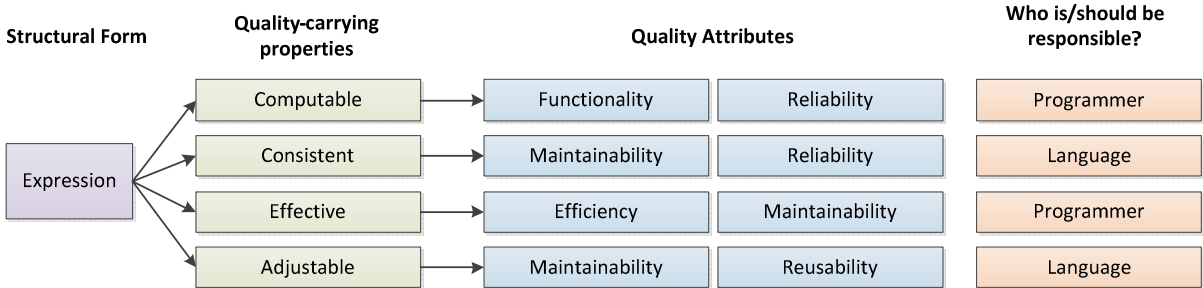 Structural Form
Quality-carrying
properties
Quality Attributes
Who is/should be
responsible?
Expression
Computable
Functionality
Reliability
Programmer
Consistent
Maintainability
Reliability
Language
Effective
Efficiency
Maintainability
Programmer
Adjustable
Maintainability
Reusability
Language